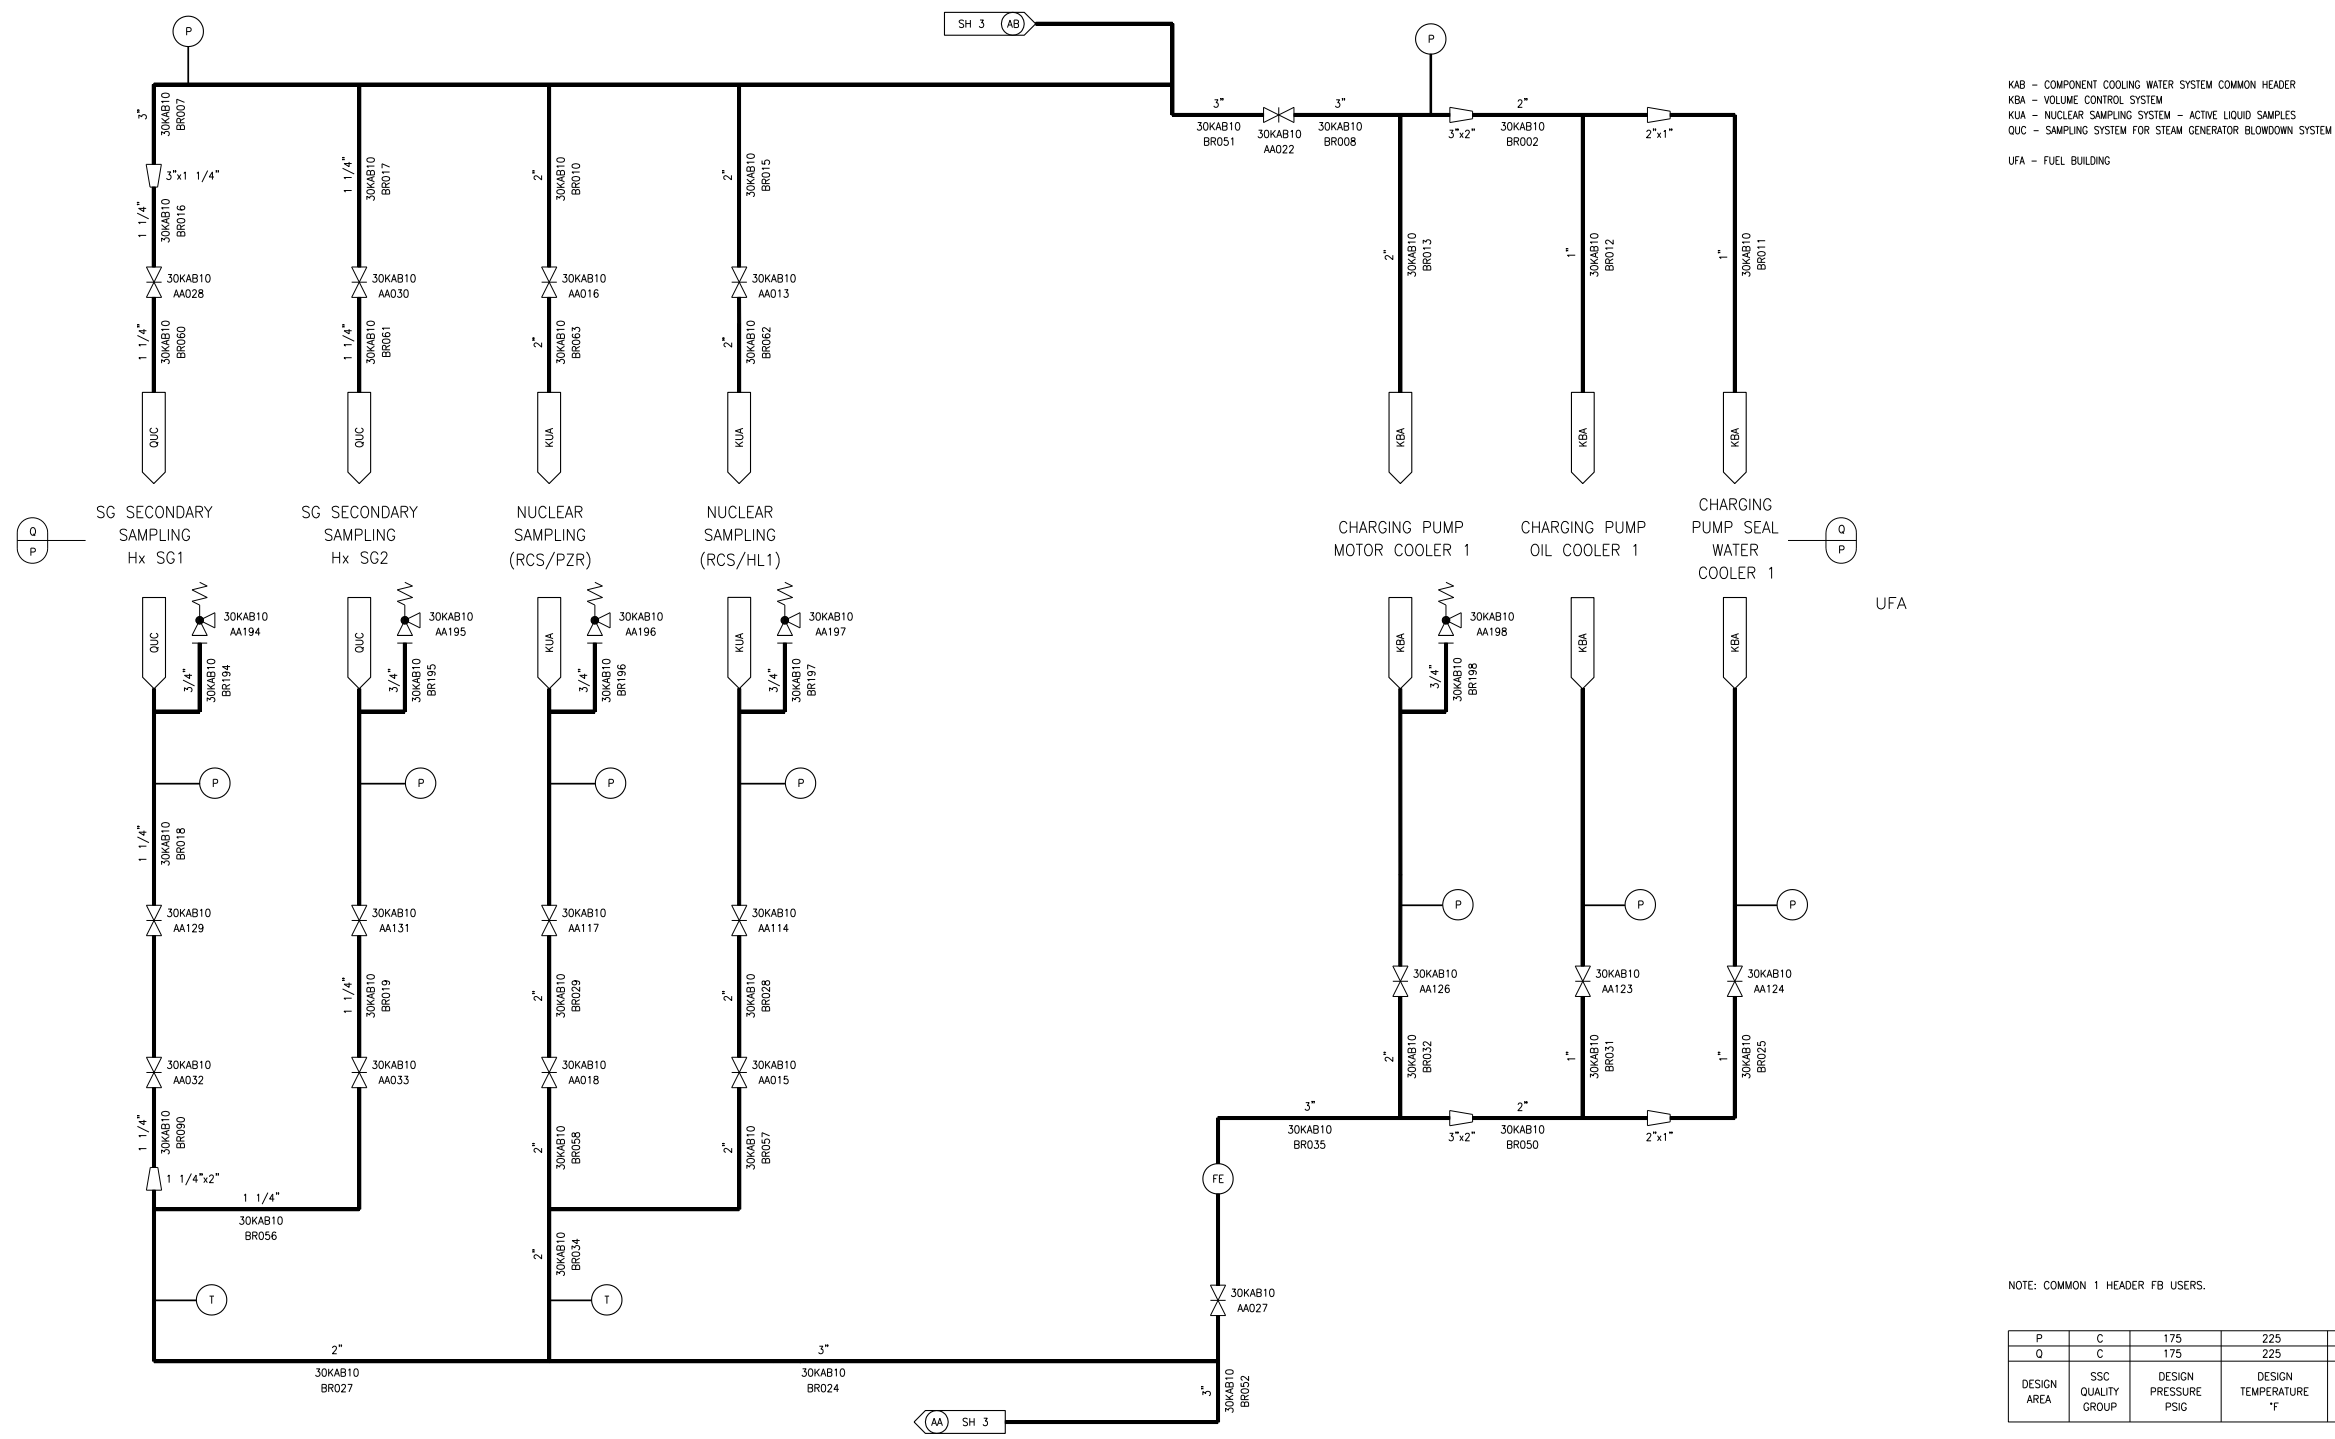 SH 3 AB
P
P
KAB – COMPONENT COOLING WATER SYSTEM COMMON HEADER
KBA – VOLUME CONTROL SYSTEM
KUA – NUCLEAR SAMPLING SYSTEM – ACTIVE LIQUID SAMPLES
QUC – SAMPLING SYSTEM FOR STEAM GENERATOR BLOWDOWN SYSTEM
UFA – FUEL BUILDING
3"
30KAB10
BR007
3"
30KAB10
BR051
30KAB10
AA022
3"
30KAB10
BR008
3"x2"
2"
30KAB10
BR002
2"x1"
3"x1 1/4"
1 1/4"
30KAB10
BR016
1 1/4"
30KAB10
BR017
2"
30KAB10
BR010
2"
30KAB10
BR015
2"
30KAB10
BR013
1"
30KAB10
BR012
1"
30KAB10
BR011
30KAB10
AA028
30KAB10
AA030
30KAB10
AA016
30KAB10
AA013
1 1/4"
30KAB10
BR060
1 1/4"
30KAB10
BR061
2"
30KAB10
BR063
2"
30KAB10
BR062
QUC
QUC
KUA
KUA
KBA
KBA
KBA
Q
P
SG SECONDARY
SAMPLING
Hx SG1
SG SECONDARY
SAMPLING
Hx SG2
NUCLEAR
SAMPLING
(RCS/PZR)
NUCLEAR
SAMPLING
(RCS/HL1)
CHARGING PUMP
MOTOR COOLER 1
CHARGING PUMP
OIL COOLER 1
CHARGING
PUMP SEAL
WATER
COOLER 1
Q
P
UFA
QUC
30KAB10
AA194
3/4"
30KAB10
BR194
QUC
30KAB10
AA195
3/4"
30KAB10
BR195
KUA
30KAB10
AA196
3/4"
30KAB10
BR196
KUA
30KAB10
AA197
3/4"
30KAB10
BR197
KBA
30KAB10
AA198
3/4"
30KAB10
BR198
KBA
KBA
P
P
P
P
1 1/4"
30KAB10
BR018
P
P
P
30KAB10
AA129
30KAB10
AA131
30KAB10
AA117
30KAB10
AA114
1 1/4"
30KAB10
BR019
2"
30KAB10
BR029
2"
30KAB10
BR028
30KAB10
AA126
30KAB10
AA123
30KAB10
AA124
30KAB10
AA032
30KAB10
AA033
30KAB10
AA018
30KAB10
AA015
2"
30KAB10
BR032
1"
30KAB10
BR031
1"
30KAB10
BR025
1 1/4"
30KAB10
BR090
2"
30KAB10
BR058
2"
30KAB10
BR057
3"
30KAB10
BR035
3"x2"
2"
30KAB10
BR050
2"x1"
1 1/4"x2"
FE
1 1/4"
30KAB10
BR056
2"
30KAB10
BR034
T
T
30KAB10
AA027
2"
30KAB10
BR027
3"
30KAB10
BR024
3"
30KAB10
BR052
AA SH 3
NOTE: COMMON 1 HEADER FB USERS.
P C 175 225
Q C 175 225
DESIGN
AREA
SSC
QUALITY
GROUP
DESIGN
PRESSURE
PSIG
DESIGN
TEMPERATURE
°F